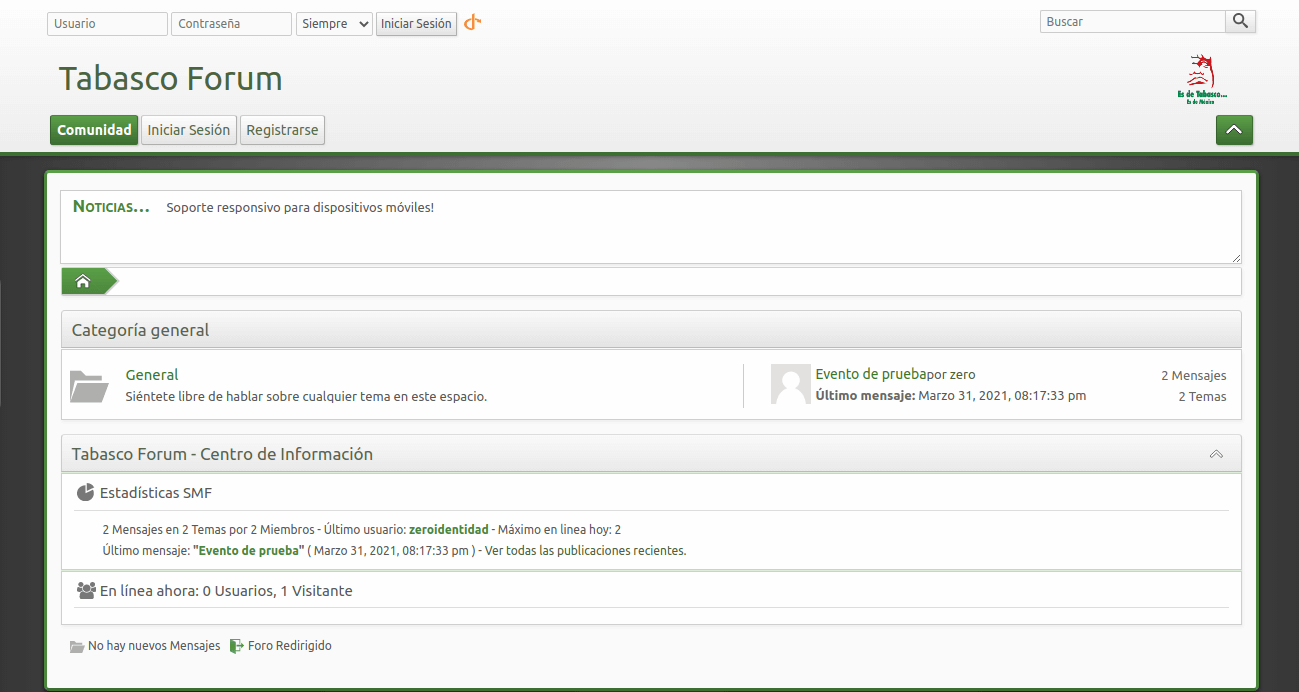 Usuario Contraseña Siempre Iniciar Sesión Buscar
Tabasco Forum
Es de Tabasco...
Es de México
Comunidad Iniciar Sesión Registrarse
Noticias... Soporte responsivo para dispositivos móviles!
Categoría general
General
Siéntete libre de hablar sobre cualquier tema en este espacio.
Evento de pruebapor zero
Último mensaje: Marzo 31, 2021, 08:17:33 pm
2 Mensajes
2 Temas
Tabasco Forum - Centro de Información
Estadísticas SMF
2 Mensajes en 2 Temas por 2 Miembros - Último usuario: zeroidentidad - Máximo en linea hoy: 2
Último mensaje: "Evento de prueba" ( Marzo 31, 2021, 08:17:33 pm ) - Ver todas las publicaciones recientes.
En línea ahora: 0 Usuarios, 1 Visitante
No hay nuevos Mensajes Foro Redirigido